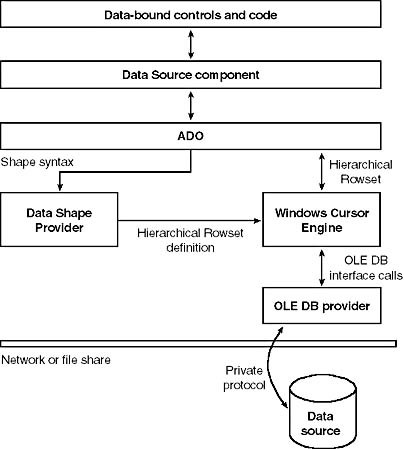 Data-bound controls and code
Data Source component
ADO
Shape syntax
Hierarchical
Rowset
Data Shape
Provider
Windows Cursor
Engine
Hierarchical Rowset
definition
OLE DB
interface calls
OLE DB provider
Network or file share
Private
protocol
Data
source